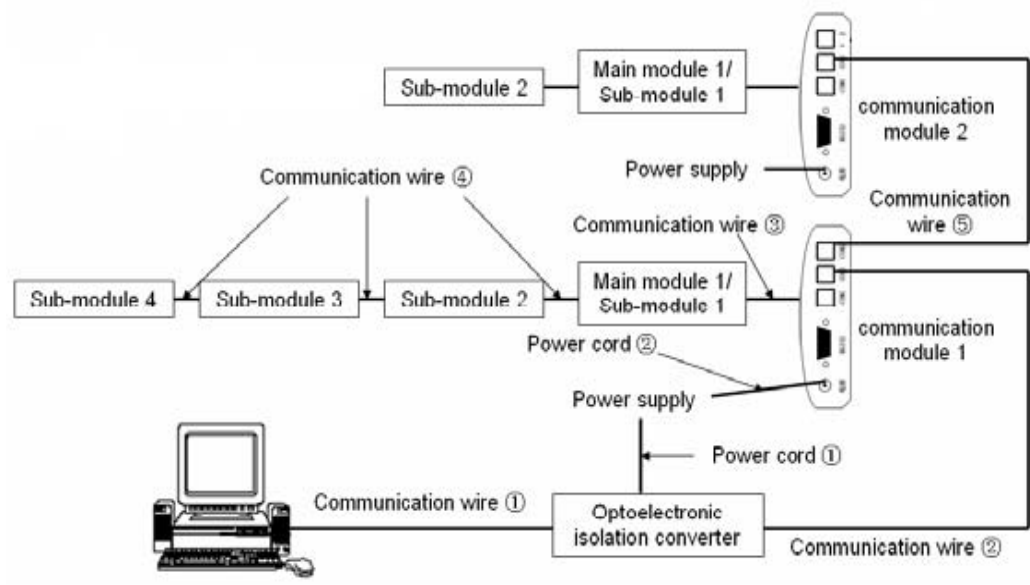 Sub-module 2
Main module 1/
Sub-module 1
communication
module 2
Power supply
Communication wire ④
Communication
wire ⑤
Communication wire ③
Sub-module 4
Sub-module 3
Sub-module 2
Main module 1/
Sub-module 1
communication
module 1
Power cord ②
Power supply
Power cord ①
Communication wire ①
Optoelectronic
isolation converter
Communication wire ②